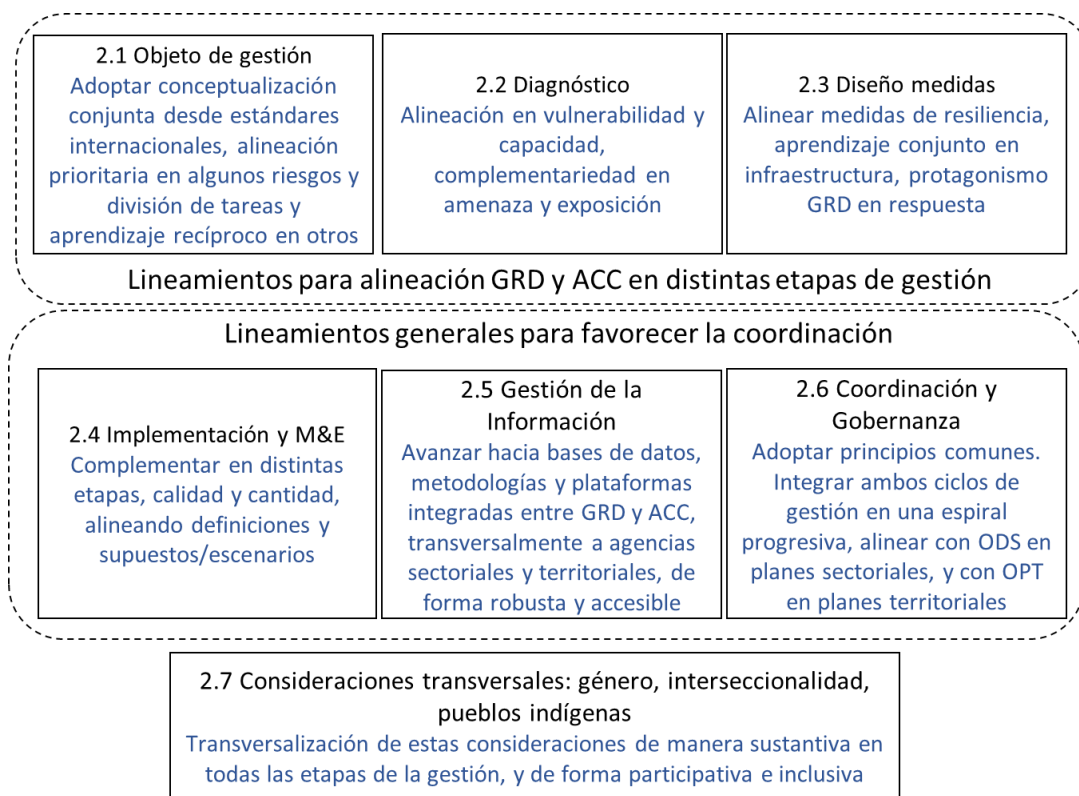 2.1 Objeto de gestión
Adoptar conceptualización
conjunta desde estándares
internacionales, alineación
prioritaria en algunos riesgos y
división de tareas y
aprendizaje recíproco en otros
2.2 Diagnóstico
Alineación en vulnerabilidad y
capacidad,
complementariedad en
amenaza y exposición
2.3 Diseño medidas
Alinear medidas de resiliencia,
aprendizaje conjunto en
infraestructura, protagonismo
GRD en respuesta
Lineamientos para alineación GRD y ACC en distintas etapas de gestión
Lineamientos generales para favorecer la coordinación
2.4 Implementación y M&E
Complementar en distintas
etapas, calidad y cantidad,
alineando definiciones y
supuestos/escenarios
2.5 Gestión de la
Información
Avanzar hacia bases de datos,
metodologías y plataformas
integradas entre GRD y ACC,
transversalmente a agencias
sectoriales y territoriales, de
forma robusta y accesible
2.6 Coordinación y
Gobernanza
Adoptar principios comunes.
Integrar ambos ciclos de
gestión en una espiral
progresiva, alinear con ODS en
planes sectoriales, y con OPT
en planes territoriales
2.7 Consideraciones transversales: género, interseccionalidad,
pueblos indígenas
Transversalización de estas consideraciones de manera sustantiva en
todas las etapas de la gestión, y de forma participativa e inclusiva